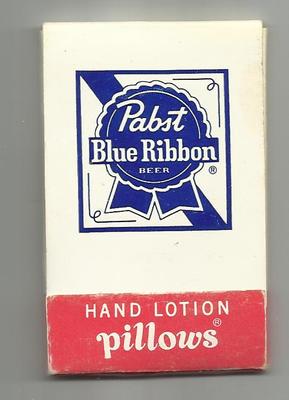 Pabst
Blue Ribbon
BEER
®
HAND LOTION
pillows®